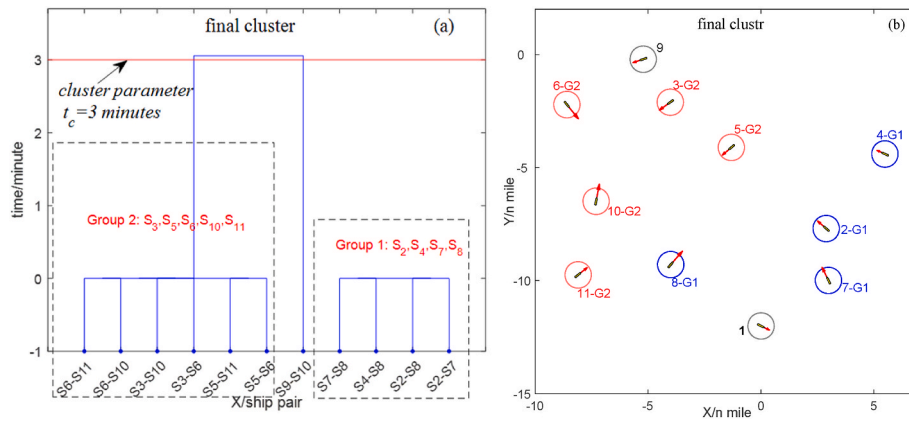 final cluster
(a)
3
cluster parameter
t_c=3 minutes
2
1
0
-1
time/minute
Group 2: S3,S5,S6,S10,S11
Group 1: S2,S4,S7,S8
S6-S11
S6-S10
S3-S10
S3-S6
S5-S11
S5-S6
S9-S10
S7-S8
S4-S8
S2-S8
S2-S7
X/ship pair
final clustr
(b)
0
-5
-10
-15
Y/n mile
9
6-G2
3-G2
5-G2
4-G1
10-G2
2-G1
8-G1
7-G1
11-G2
1
-10
-5
0
5
X/n mile